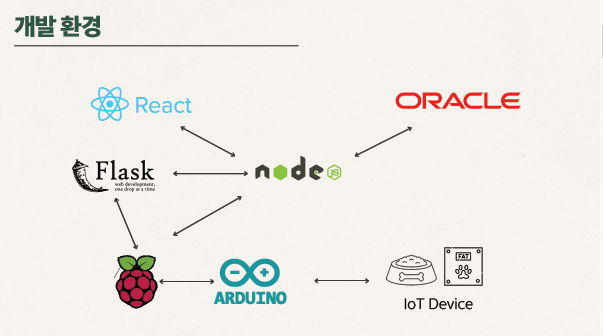 개발 환경
React
ORACLE
Flask
web development,
one drop at a time
node
JS
FAT
ARDUINO
IoT Device